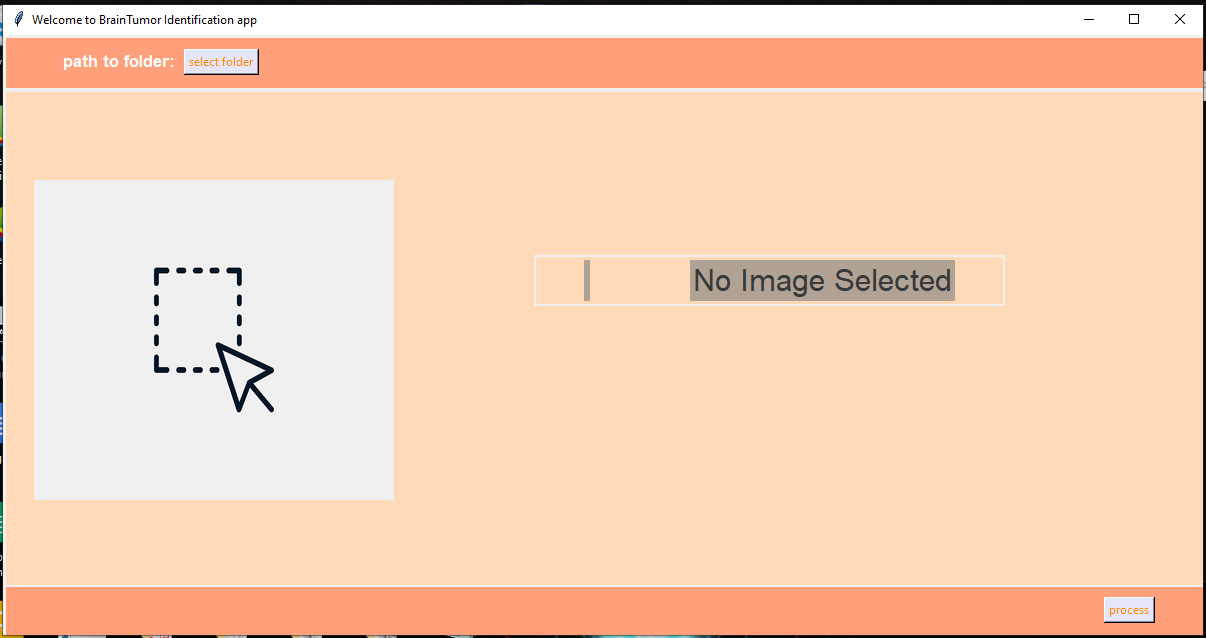 Welcome to BrainTumor Identification app
path to folder: select folder
No Image Selected
process